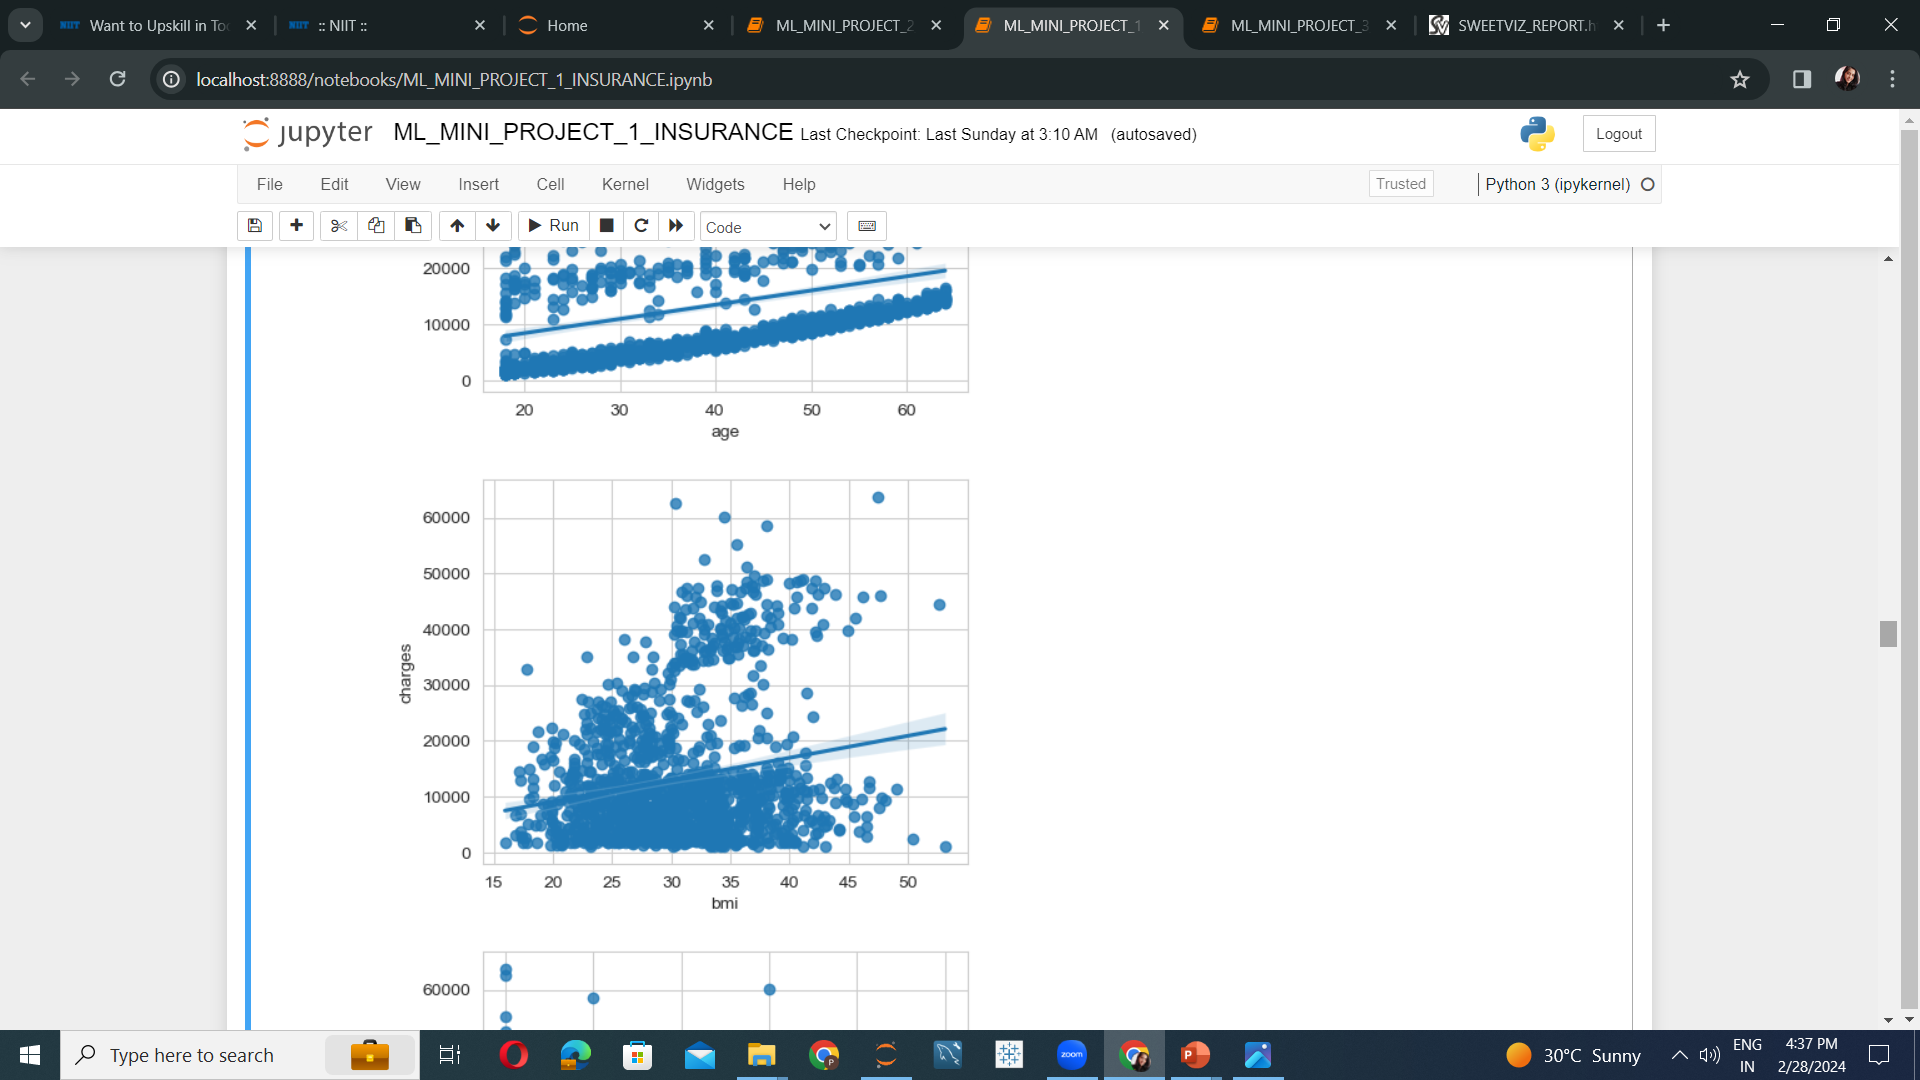 NIIT Want to Upskill in Too
NIIT :: NIIT ::
Home
ML_MINI_PROJECT_2
ML_MINI_PROJECT_1
ML_MINI_PROJECT_3
SWEETVIZ_REPORT.h
localhost:8888/notebooks/ML_MINI_PROJECT_1_INSURANCE.ipynb
jupyter ML_MINI_PROJECT_1_INSURANCE Last Checkpoint: Last Sunday at 3:10 AM (autosaved)
Logout
File Edit View Insert Cell Kernel Widgets Help
Trusted
Python 3 (ipykernel)
Run
Code
20000
10000
0
20 30 40 50 60
age
60000
50000
40000
30000
20000
10000
0
charges
15 20 25 30 35 40 45 50
bmi
60000
Type here to search
zoom
P
P
30°C Sunny
ENG
IN
4:37 PM
2/28/2024